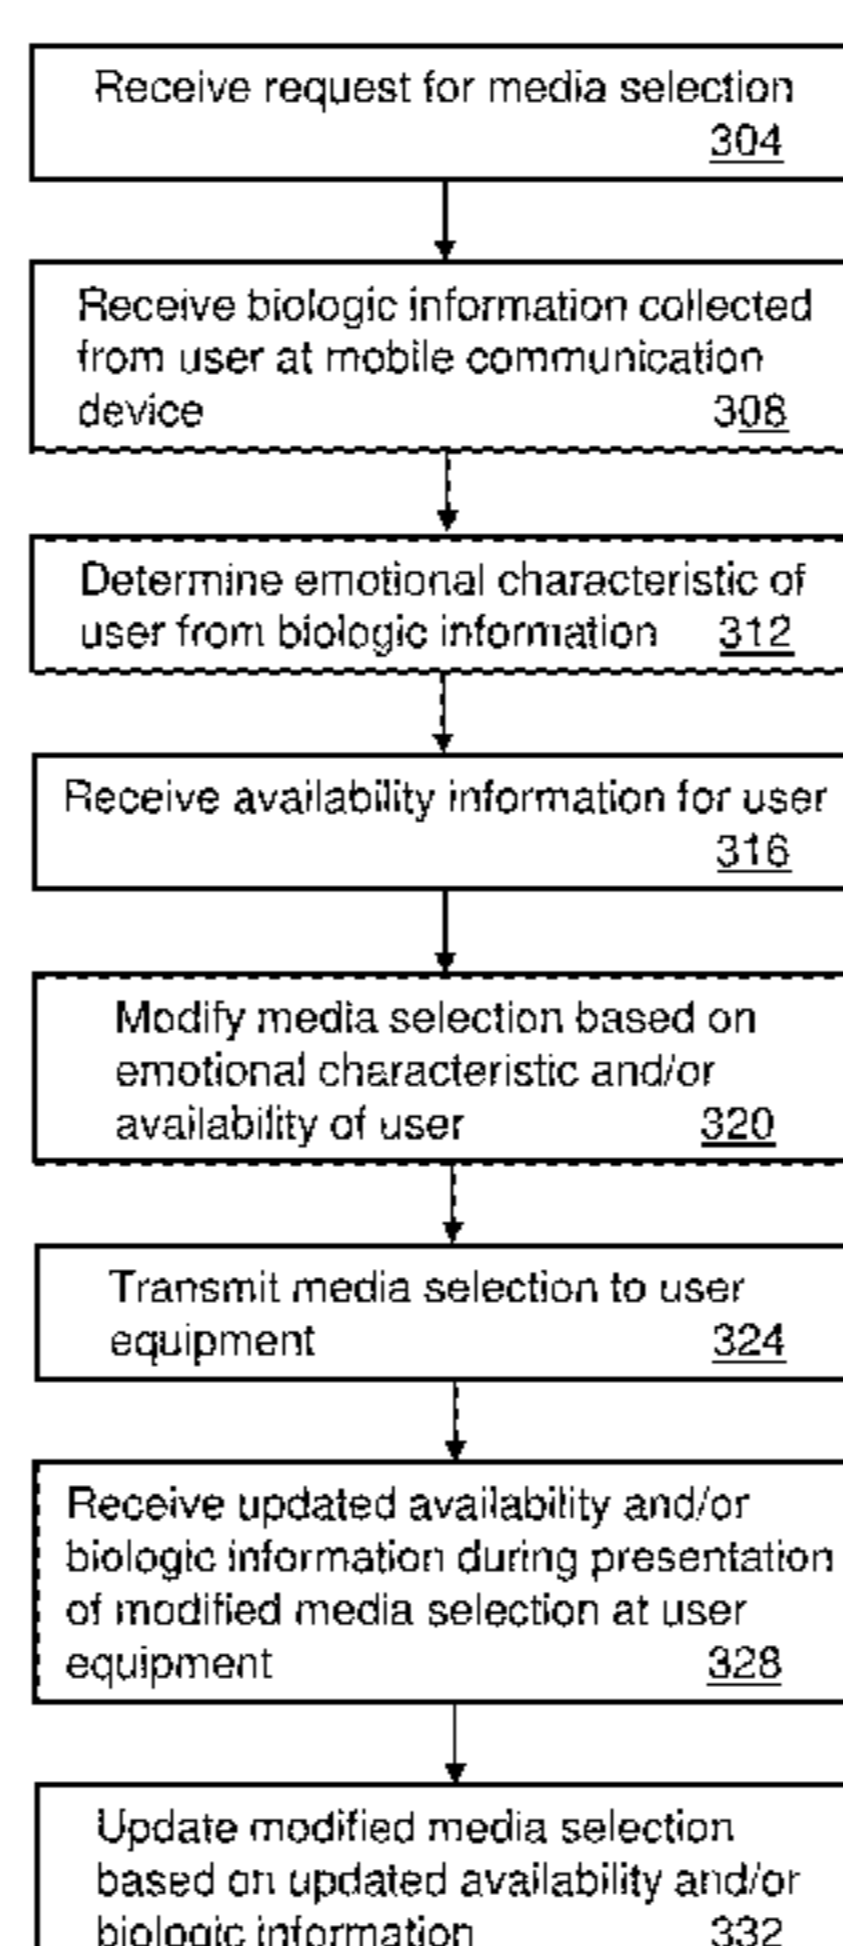 Receive request for media selection
304
Receive biologic information collected
from user at mobile communication
device 308
Determine emotional characteristic of
user from biologic information 312
Receive availability information for user
316
Modify media selection based on
emotional characteristic and/or
availability of user 320
Transmit media selection to user
equipment 324
Receive updated availability and/or
biologic information during presentation
of modified media selection at user
equipment 328
Update modified media selection
based on updated availability and/or
biologic information 332